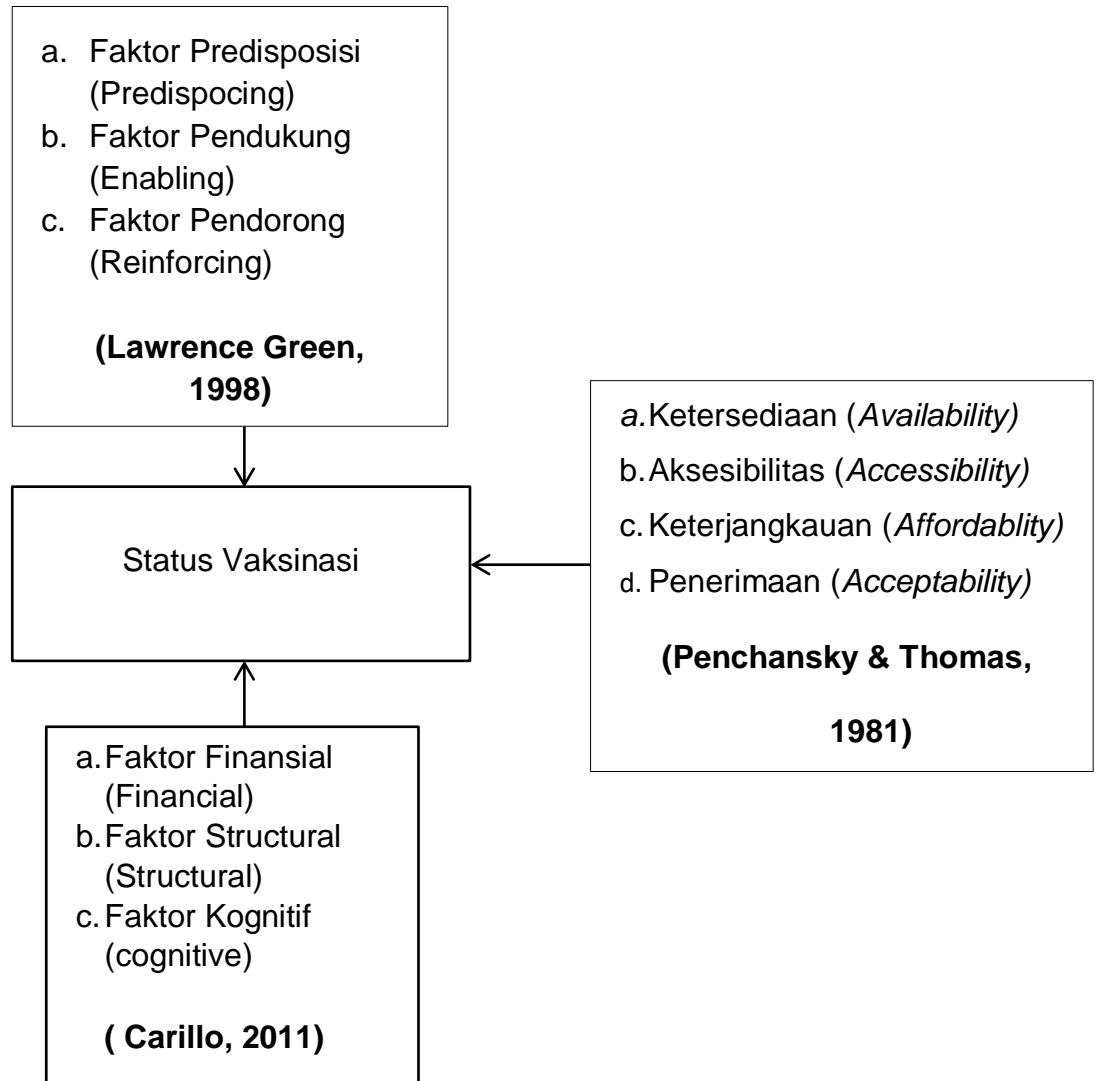 a. Faktor Predisposisi
(Predispocing)
b. Faktor Pendukung
(Enabling)
c. Faktor Pendorong
(Reinforcing)
(Lawrence Green,
1998)
a.Ketersediaan (Availability)
b.Aksesibilitas (Accessibility)
c.Keterjangkauan (Affordablity)
d. Penerimaan (Acceptability)
(Penchansky & Thomas,
1981)
Status Vaksinasi
a.Faktor Finansial
(Financial)
b.Faktor Structural
(Structural)
c.Faktor Kognitif
(cognitive)
( Carillo, 2011)